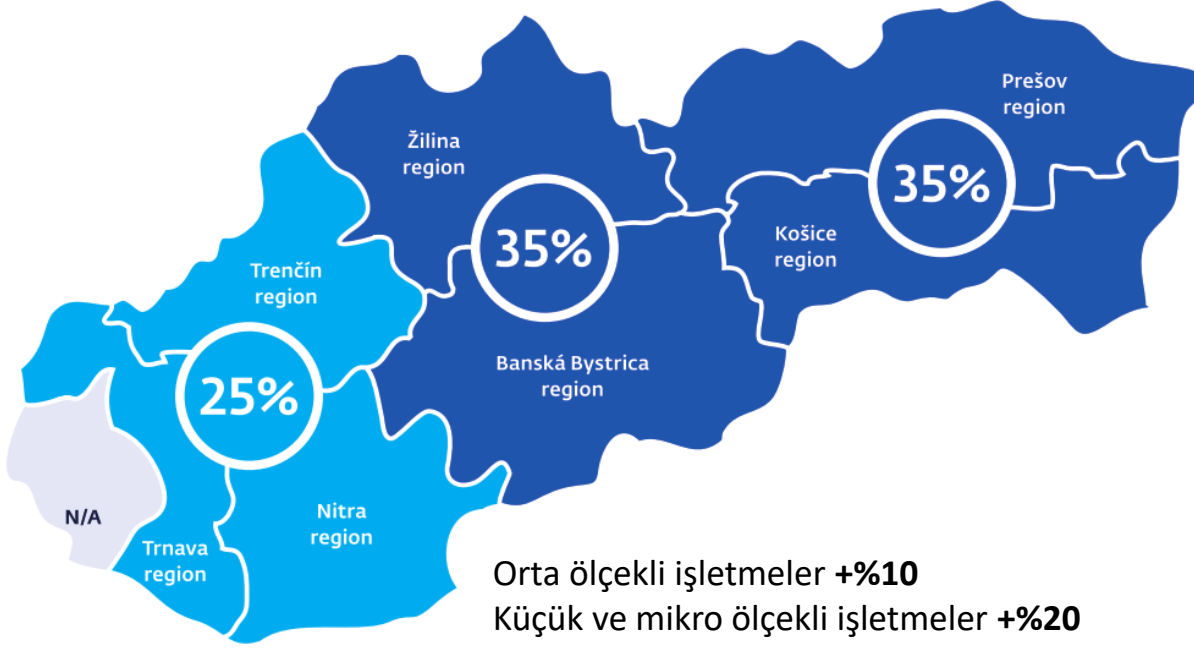 Prešov
region
Žilina
region
35%
35%
Košice
region
Trenčín
region
Banská Bystrica
region
25%
N/A
Nitra
region
Trnava
region
Orta ölçekli işletmeler +%10
Küçük ve mikro ölçekli işletmeler +%20